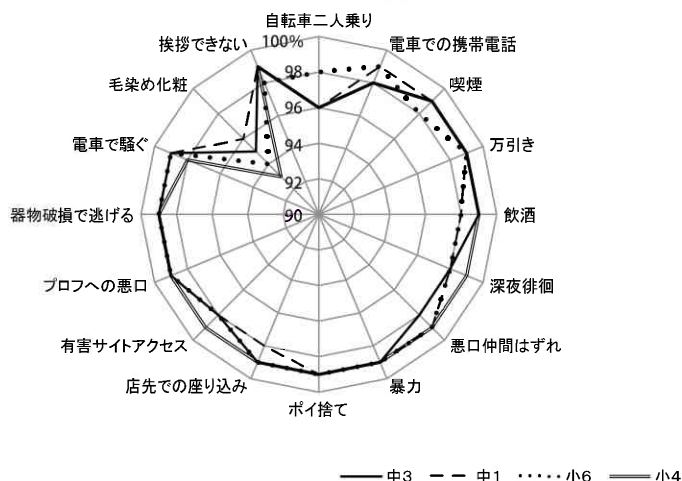 自転車二人乗り
電車での携帯電話
喫煙
万引き
飲酒
深夜徘徊
悪口仲間はずれ
暴力
ポイ捨て
店先での座り込み
有害サイトアクセス
プロフへの悪口
器物破損で逃げる
電車で騒ぐ
毛染め化粧
挨拶できない
100%
98
96
94
92
90
中3
中1
小6
小4